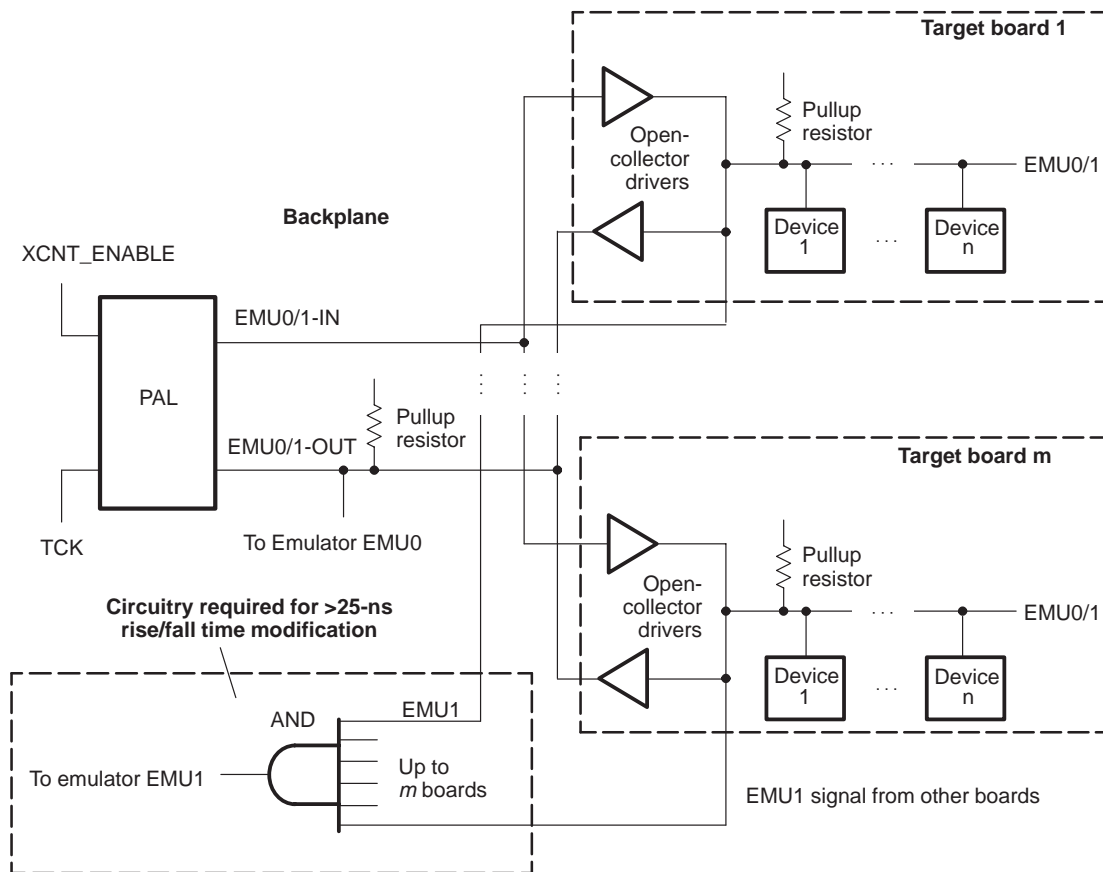 Target board 1
Pullup
resistor
Open-
collector
drivers
. . .
EMU0/1
Device
1
. . .
Device
n
Backplane
XCNT_ENABLE
EMU0/1-IN
PAL
Pullup
resistor
EMU0/1-OUT
TCK
To Emulator EMU0
Target board m
Pullup
resistor
Open-
collector
drivers
. . .
EMU0/1
Device
1
. . .
Device
n
Circuitry required for >25-ns
rise/fall time modification
AND
EMU1
To emulator EMU1
Up to
m boards
EMU1 signal from other boards